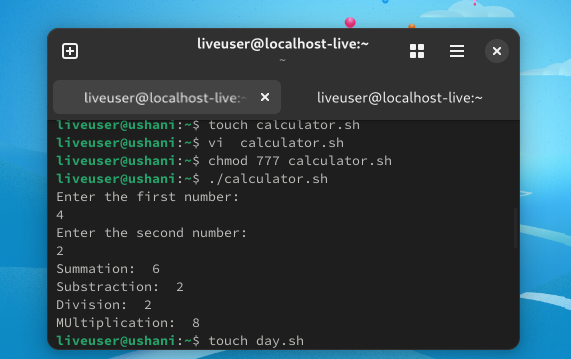 liveuser@localhost-live:~
~
liveuser@localhost-live:~
liveuser@localhost-live:~
liveuser@ushani:~$ touch calculator.sh
liveuser@ushani:~$ vi  calculator.sh
liveuser@ushani:~$ chmod 777 calculator.sh
liveuser@ushani:~$ ./calculator.sh
Enter the first number:
4
Enter the second number:
2
Summation:  6
Substraction:  2
Division:  2
MUltiplication:  8
liveuser@ushani:~$ touch day.sh